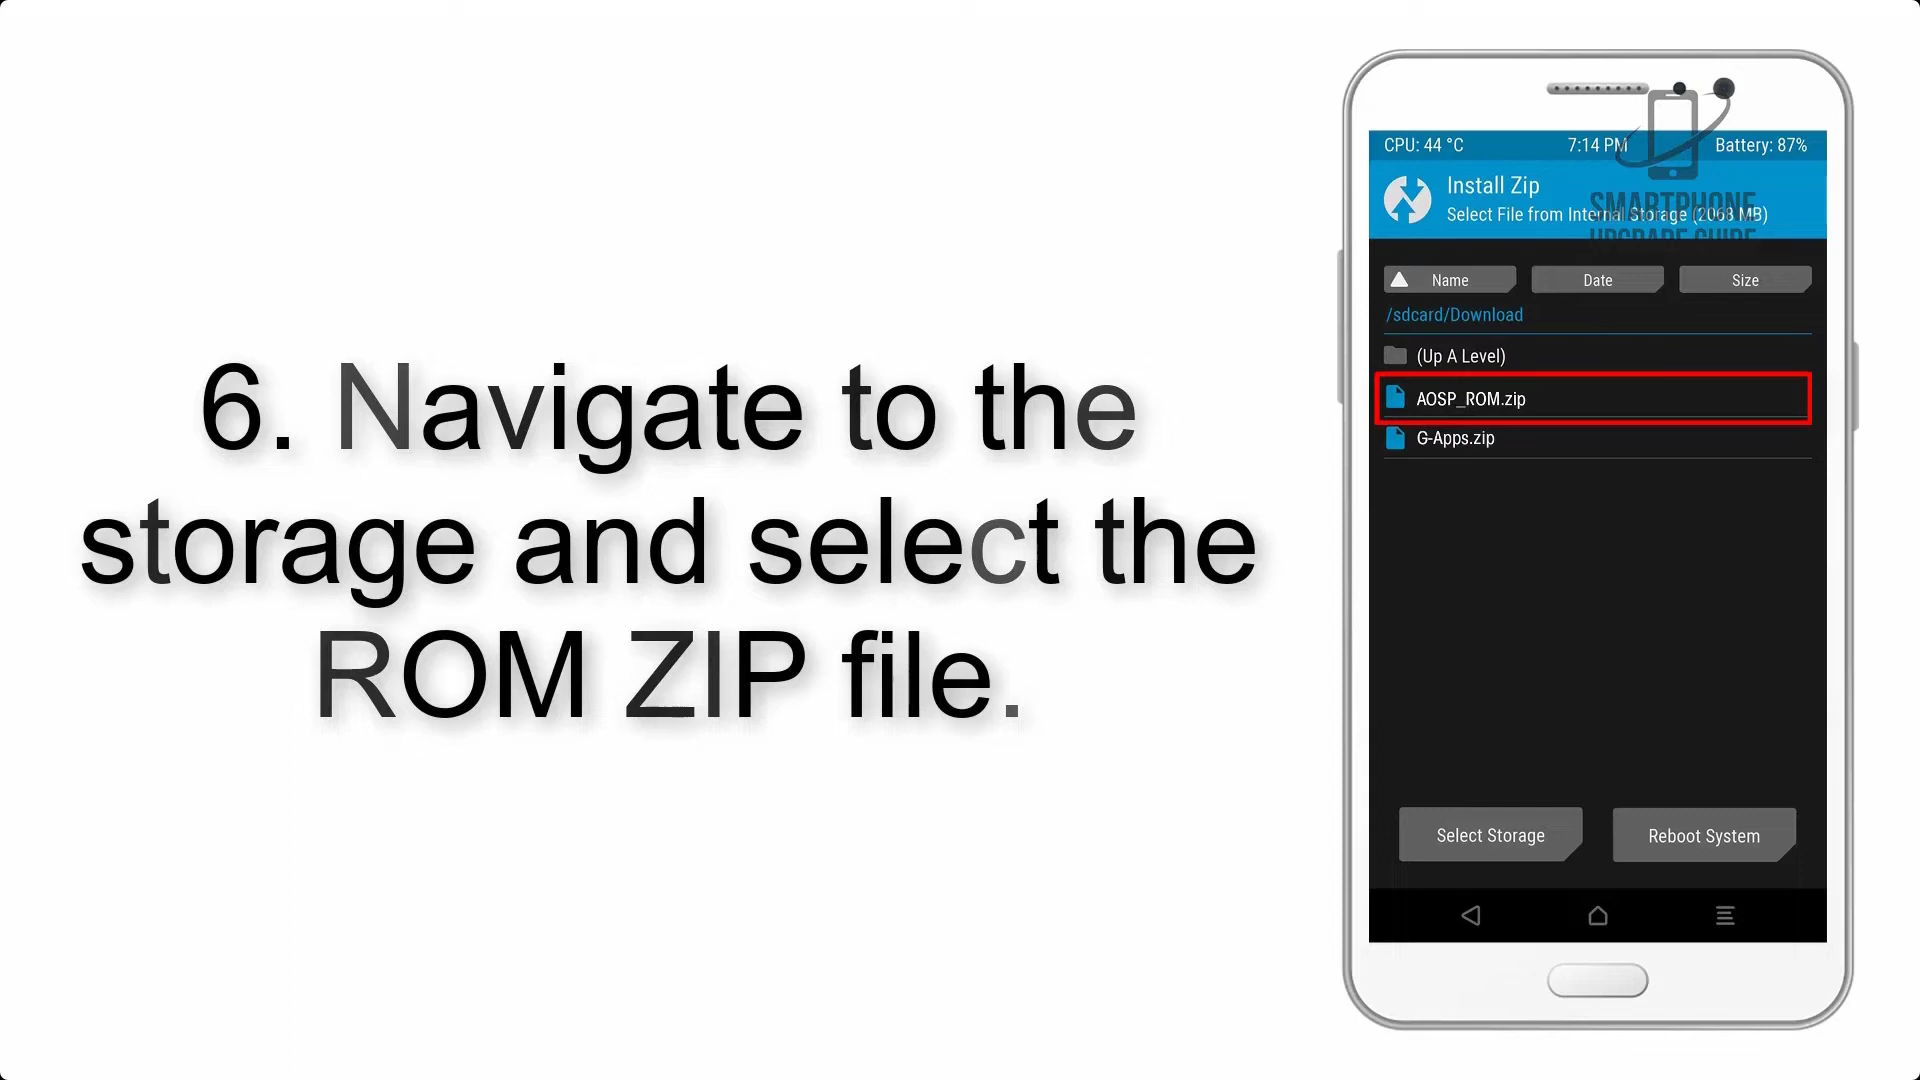 6. Navigate to the
storage and select the
ROM ZIP file.
CPU: 44 °C 7:14 PM Battery: 87%
Install Zip
Select File from Internal Storage (2068 MB)
SMARTPHONE
UPGRADE GUIDE
Name Date Size
/sdcard/Download
(Up A Level)
AOSP_ROM.zip
G-Apps.zip
Select Storage Reboot System